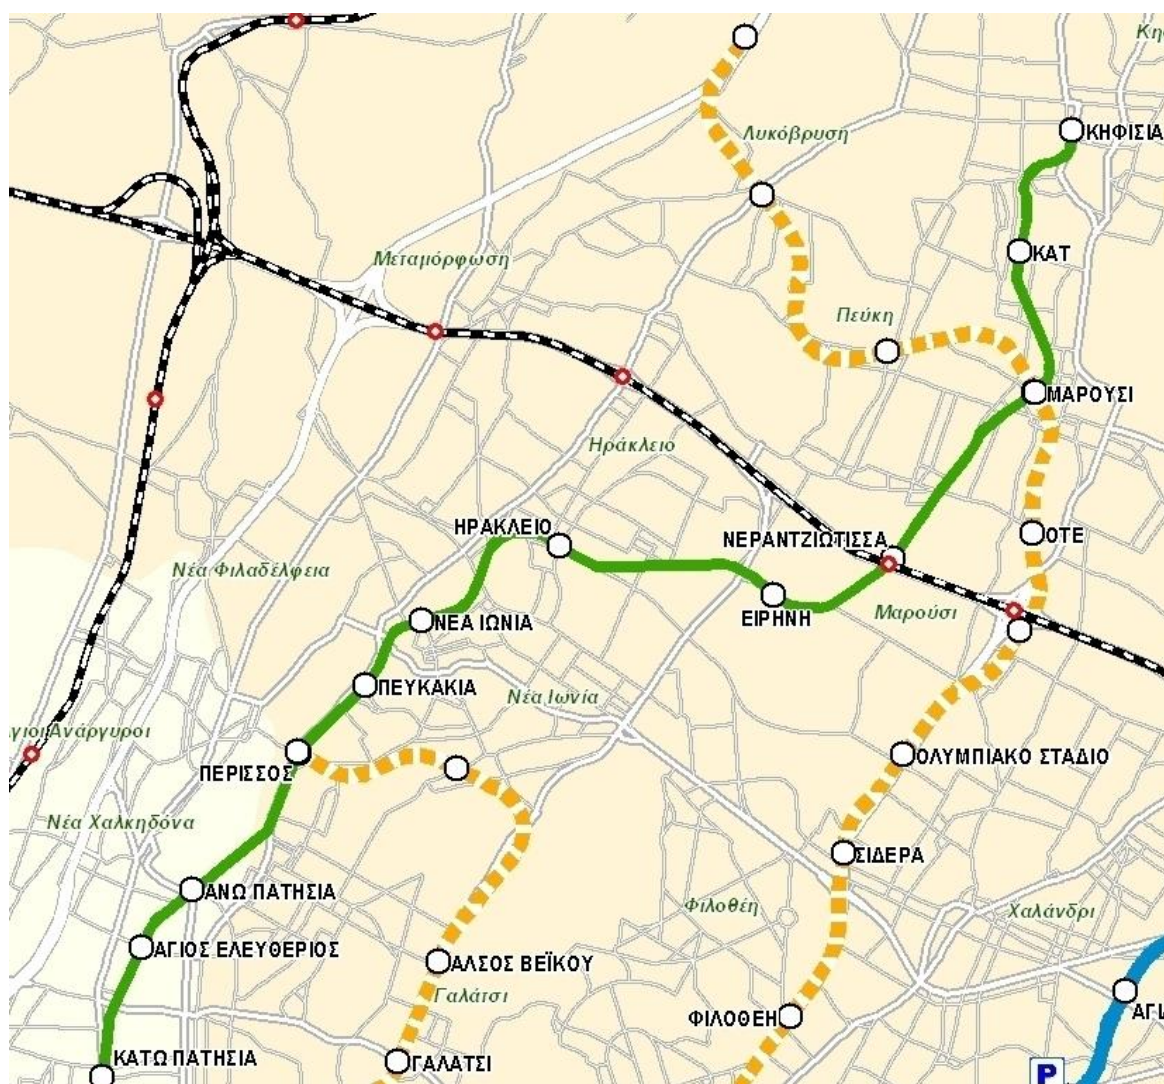 Λυκόβρυση
ΚΗΦΙΣΙΑ
ΚΑΤ
Μεταμόρφωση
Πεύκη
ΜΑΡΟΥΣΙ
Ηράκλειο
ΗΡΑΚΛΕΙΟ
ΝΕΡΑΝΤΖΙΩΤΙΣΣΑ
ΟΤΕ
Νέα Φιλαδέλφεια
ΝΕΑ ΙΩΝΙΑ
ΕΙΡΗΝΗ
Μαρούσι
ΠΕΥΚΑΚΙΑ
Νέα Ιωνία
γιοι Ανάργυροι
ΠΕΡΙΣΣΟΣ
ΟΛΥΜΠΙΑΚΟ ΣΤΑΔΙΟ
Νέα Χαλκηδόνα
ΣΙΔΕΡΑ
ΑΝΩ ΠΑΤΗΣΙΑ
Φιλοθέη
Χαλάνδρι
ΑΓΙΟΣ ΕΛΕΥΘΕΡΙΟΣ
ΑΛΣΟΣ ΒΕΪΚΟΥ
Γαλάτσι
ΦΙΛΟΘΕΗ
ΚΑΤΩ ΠΑΤΗΣΙΑ
ΓΑΛΑΤΣΙ
P